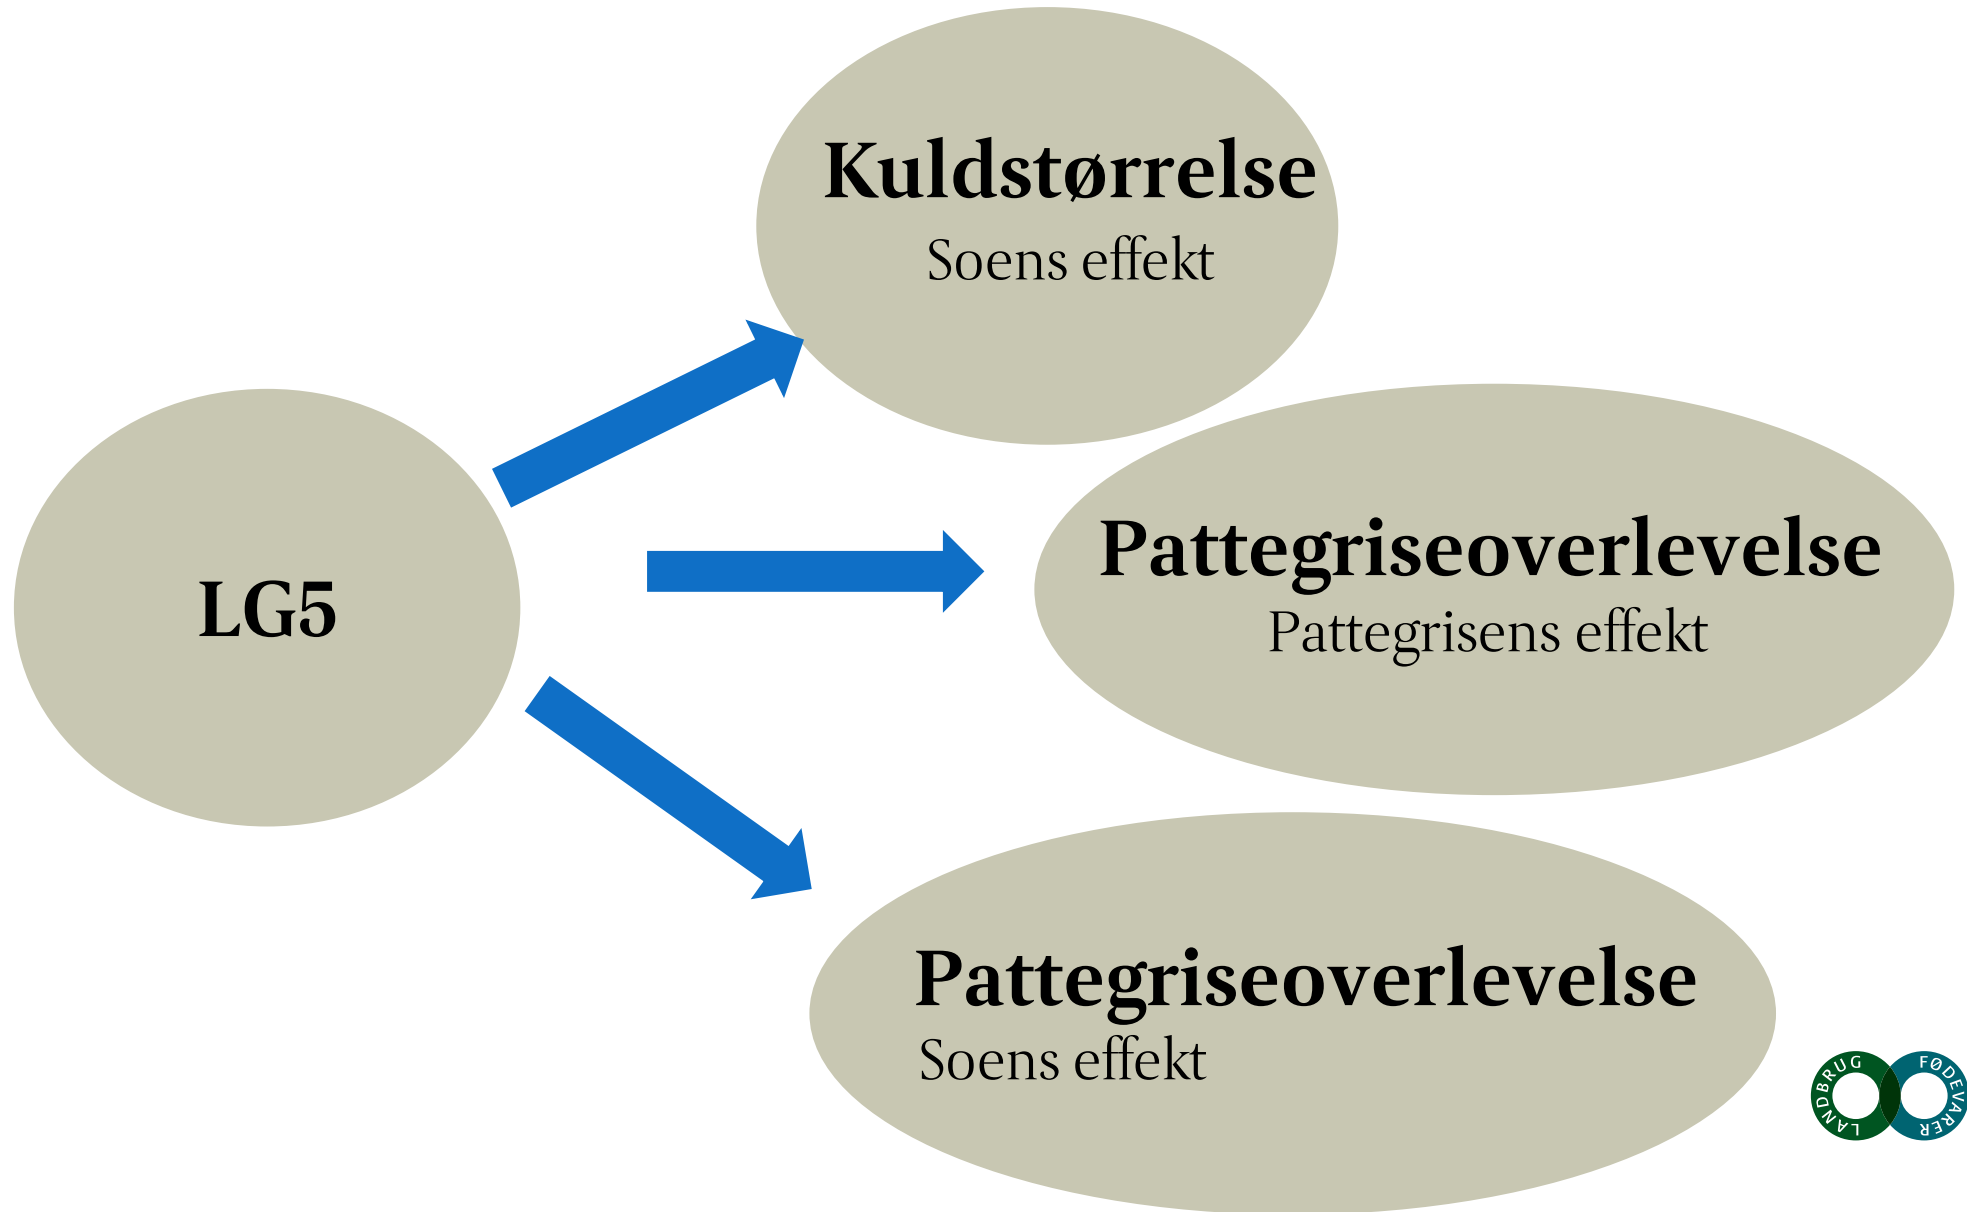 Kuldstørrelse
Soens effekt
LG5
Pattegriseoverlevelse
Pattegrisens effekt
Pattegriseoverlevelse
Soens effekt
LANDBRUG FØDEVARER